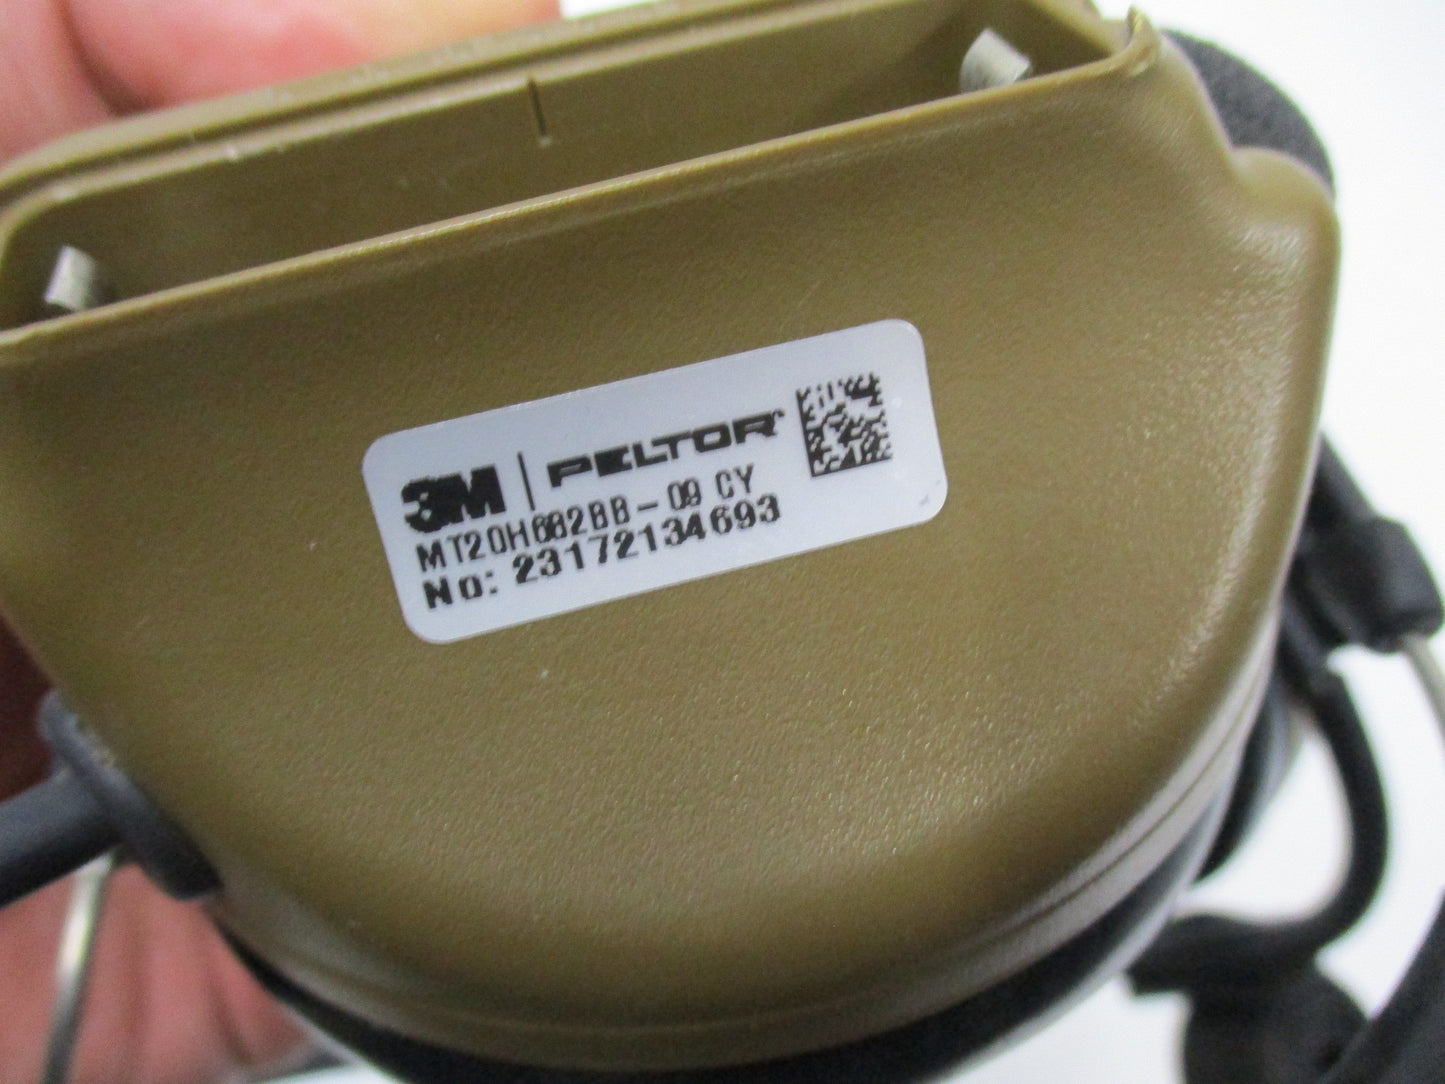 3M | PELTOR
MT20H682BB-09 CY
No: 23172134693